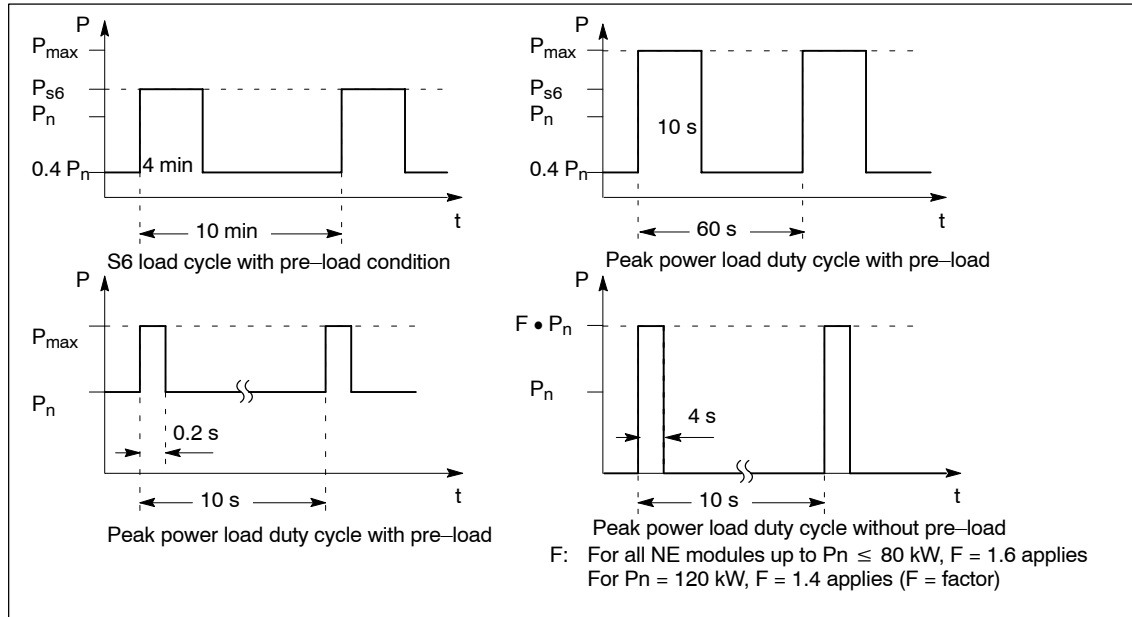 P
Pmax
Ps6
Pn
0.4 Pn
4 min
t
10 min
S6 load cycle with pre–load condition
P
Pmax
Ps6
Pn
0.4 Pn
10 s
t
60 s
Peak power load duty cycle with pre–load
P
Pmax
Pn
0.2 s
t
10 s
Peak power load duty cycle with pre–load
P
F • Pn
Pn
4 s
t
10 s
Peak power load duty cycle without pre–load
F: For all NE modules up to Pn ≤ 80 kW, F = 1.6 applies
For Pn = 120 kW, F = 1.4 applies (F = factor)